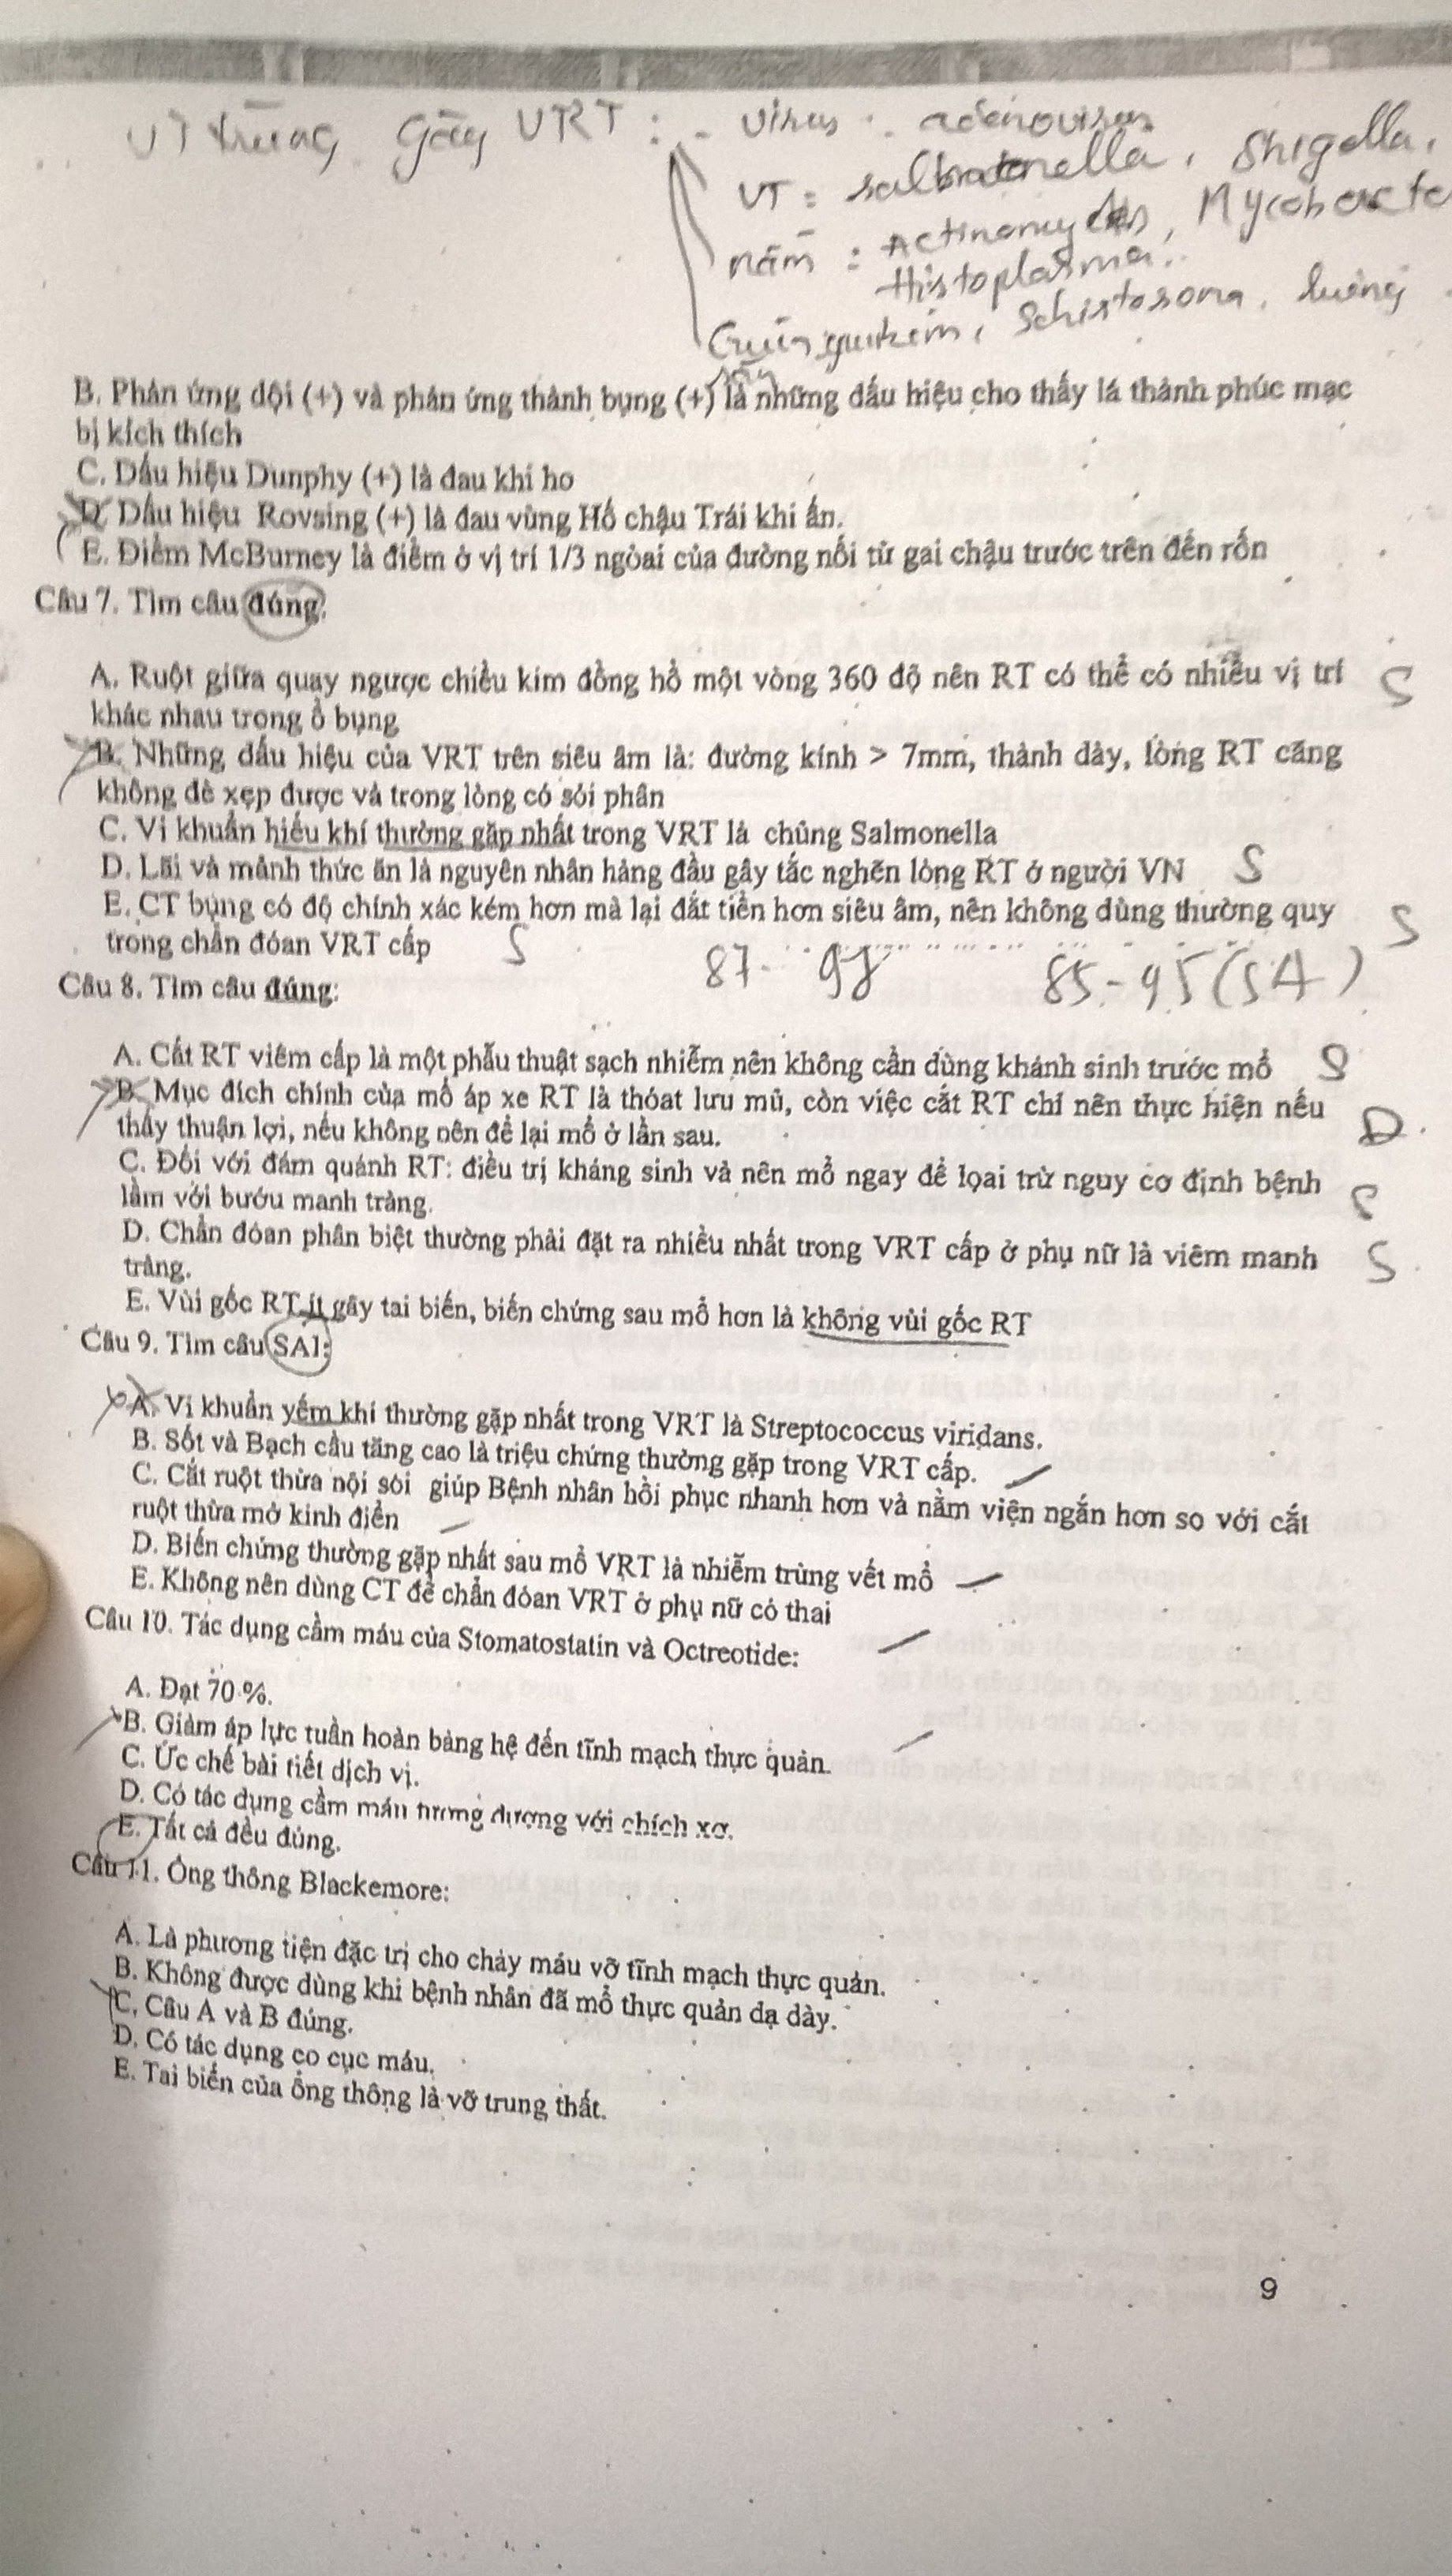 Vi trùng gây VRT : - Virus : adenovirus
VT : salmonella, Shigella,
nấm : Actinomyces, Mycobacte
Histoplasma.
Schistosoma,
B. Phản ứng dội (+) và phản ứng thành bụng (+) là những dấu hiệu cho thấy lá thành phúc mạc
bị kích thích
C. Dấu hiệu Dunphy (+) là đau khi ho
D. Dấu hiệu Rovsing (+) là đau vùng Hố chậu Trái khi ấn.
E. Điểm McBurney là điểm ở vị trí 1/3 ngòai của đường nối từ gai chậu trước trên đến rốn
Câu 7. Tìm câu đúng:
A. Ruột giữa quay ngược chiều kim đồng hồ một vòng 360 độ nên RT có thể có nhiều vị trí S
khác nhau trong ổ bụng
B. Những dấu hiệu của VRT trên siêu âm là: đường kính > 7mm, thành dày, lòng RT căng
không đè xẹp được và trong lòng có sỏi phân
C. Vi khuẩn hiếu khí thường gặp nhất trong VRT là chủng Salmonella
D. Lãi và mảnh thức ăn là nguyên nhân hàng đầu gây tắc nghẽn lòng RT ở người VN S
E. CT bụng có độ chính xác kém hơn mà lại đắt tiền hơn siêu âm, nên không dùng thường quy S
trong chẩn đóan VRT cấp S
87 - 98 85 - 95 (SA)
Câu 8. Tìm câu đúng:
A. Cắt RT viêm cấp là một phẫu thuật sạch nhiễm nên không cần dùng khánh sinh trước mổ S
B. Mục đích chính của mổ áp xe RT là thóat lưu mủ, còn việc cắt RT chỉ nên thực hiện nếu Đ
thấy thuận lợi, nếu không nên để lại mổ ở lần sau.
C. Đối với đám quánh RT: điều trị kháng sinh và nên mổ ngay để lọai trừ nguy cơ định bệnh S
lầm với bướu manh tràng.
D. Chẩn đóan phân biệt thường phải đặt ra nhiều nhất trong VRT cấp ở phụ nữ là viêm manh S
tràng.
E. Vùi gốc RT ít gây tai biến, biến chứng sau mổ hơn là không vùi gốc RT
Câu 9. Tìm câu SAI:
A. Vi khuẩn yếm khí thường gặp nhất trong VRT là Streptococcus viridans.
B. Sốt và Bạch cầu tăng cao là triệu chứng thường gặp trong VRT cấp.
C. Cắt ruột thừa nội sôi giúp Bệnh nhân hồi phục nhanh hơn và nằm viện ngắn hơn so với cắt
ruột thừa mở kinh điển
D. Biến chứng thường gặp nhất sau mổ VRT là nhiễm trùng vết mổ
E. Không nên dùng CT để chẩn đóan VRT ở phụ nữ có thai
Câu 10. Tác dụng cầm máu của Stomatostatin và Octreotide:
A. Đạt 70 %.
B. Giảm áp lực tuần hoàn bàng hệ đến tĩnh mạch thực quản.
C. Ức chế bài tiết dịch vị.
D. Có tác dụng cầm máu tương đương với chích xơ.
E. Tất cả đều đúng.
Câu 11. Ống thông Blackemore:
A. Là phương tiện đặc trị cho chảy máu vỡ tĩnh mạch thực quản.
B. Không được dùng khi bệnh nhân đã mổ thực quản dạ dày.
C. Câu A và B đúng.
D. Có tác dụng co cục máu.
E. Tai biến của ống thông là vỡ trung thất.
9